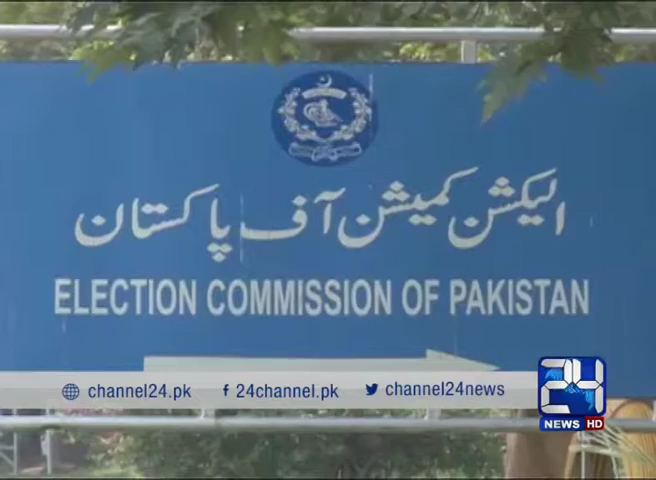 الیکشن کمیشن آف پاکستان
ELECTION COMMISSION OF PAKISTAN
channel24.pk 24channel.pk channel24news
24
NEWS HD